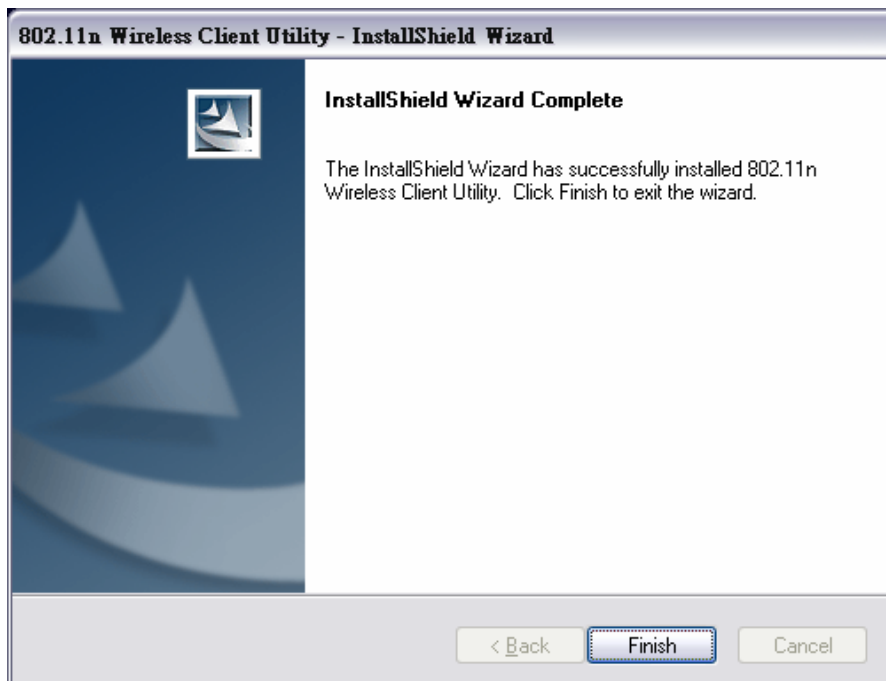 802.11n Wireless Client Utility - InstallShield Wizard
InstallShield Wizard Complete
The InstallShield Wizard has successfully installed 802.11n
Wireless Client Utility. Click Finish to exit the wizard.
< Back
Finish
Cancel